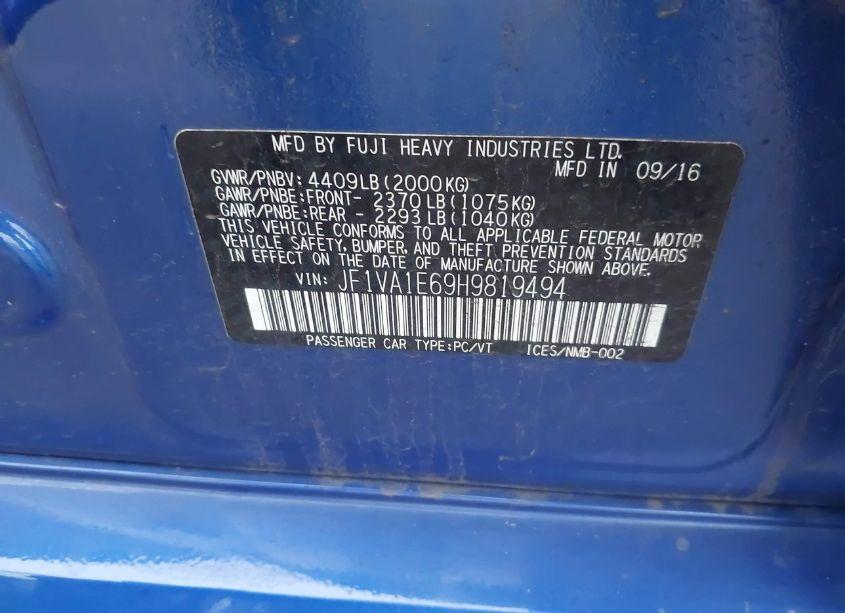 MFD BY FUJI HEAVY INDUSTRIES LTD.
MFD IN 09/16
GVWR/PNBV: 4409LB(2000KG)
GAWR/PNBE:FRONT- 2370LB(1075KG)
GAWR/PNBE:REAR - 2293LB(1040KG)
THIS VEHICLE CONFORMS TO ALL APPLICABLE FEDERAL MOTOR
VEHICLE SAFETY, BUMPER, AND THEFT PREVENTION STANDARDS
IN EFFECT ON THE DATE OF MANUFACTURE SHOWN ABOVE.
VIN: JF1VA1E69H9819494
PASSENGER CAR TYPE:PC/VT ICES/NMB-002